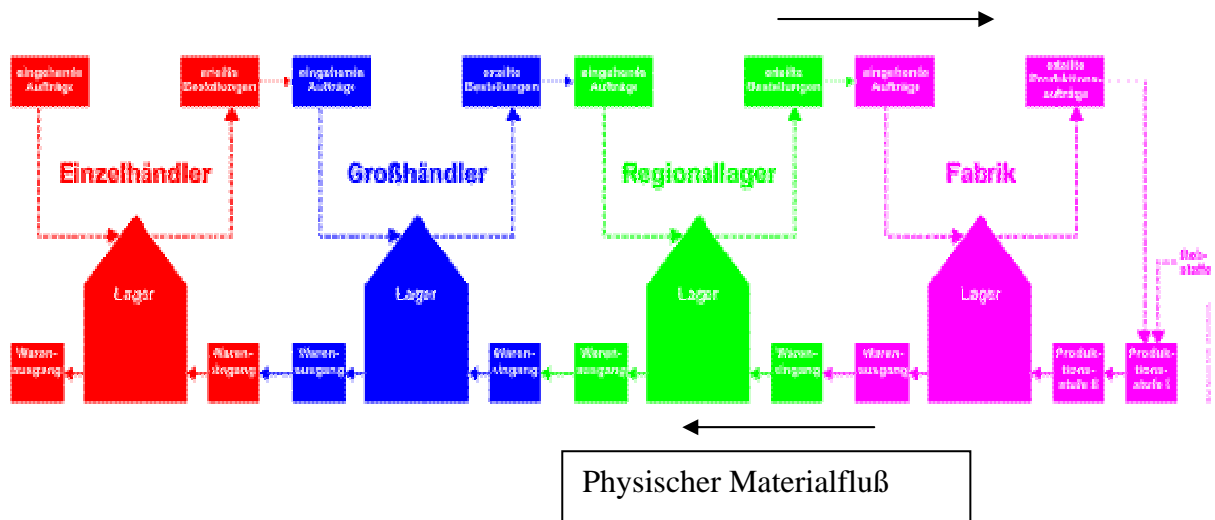 eingehende
Aufträge
erteilte
Bestellungen
eingehende
Aufträge
erteilte
Bestellungen
eingehende
Aufträge
erteilte
Bestellungen
eingehende
Aufträge
erteilte
Produktions-
aufträge
Einzelhändler
Großhändler
Regionallager
Fabrik
Roh-
stoffe
Lager
Lager
Lager
Lager
Waren-
ausgang
Waren-
eingang
Waren-
ausgang
Waren-
eingang
Waren-
ausgang
Waren-
eingang
Waren-
ausgang
Produk-
tions-
stufe II
Produk-
tions-
stufe I
Physischer Materialfluß